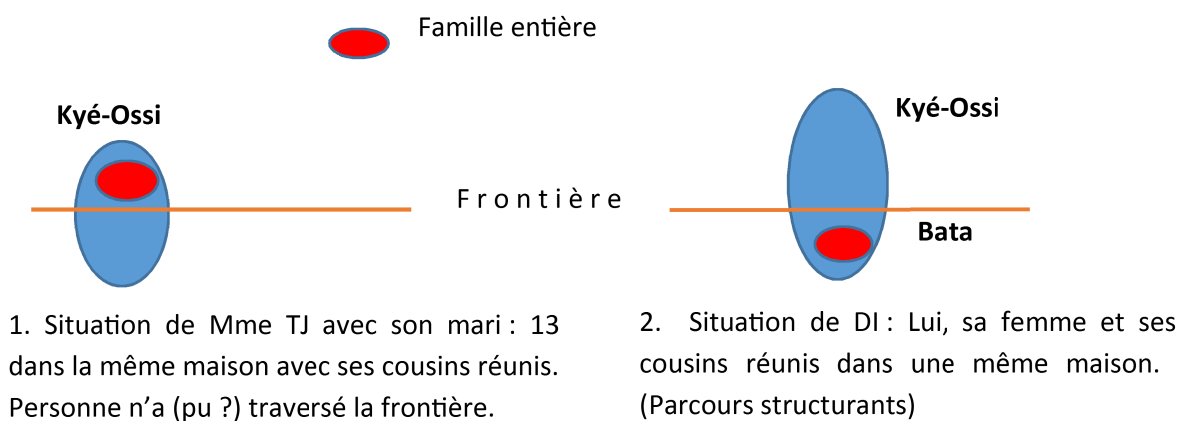 Famille entière
Kyé-Ossi
Kyé-Ossi
Frontière
Bata
1. Situation de Mme TJ avec son mari : 13
dans la même maison avec ses cousins réunis.
Personne n’a (pu ?) traversé la frontière.
2. Situation de DI : Lui, sa femme et ses
cousins réunis dans une même maison.
(Parcours structurants)